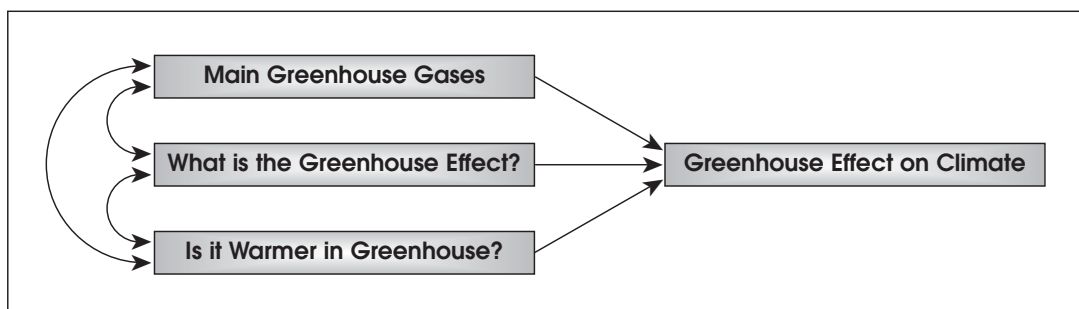 Main Greenhouse Gases
What is the Greenhouse Effect?
Greenhouse Effect on Climate
Is it Warmer in Greenhouse?